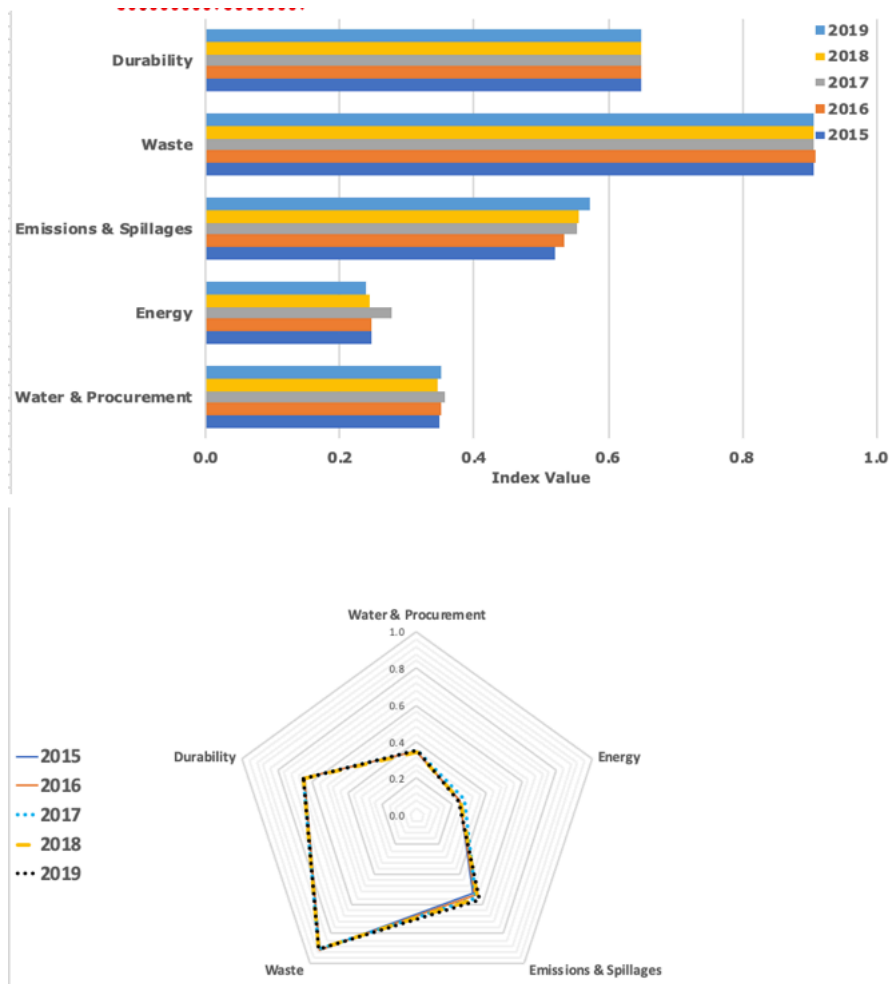 2019
Durability
2018
2017
2016
Waste
2015
Emissions & Spillages
Energy
Water & Procurement
0.0 0.2 0.4 0.6 0.8 1.0
Index Value
Water & Procurement
1.0
0.8
0.6
0.4
0.2
0.0
Durability
Energy
2015
2016
2017
2018
2019
Waste
Emissions & Spillages